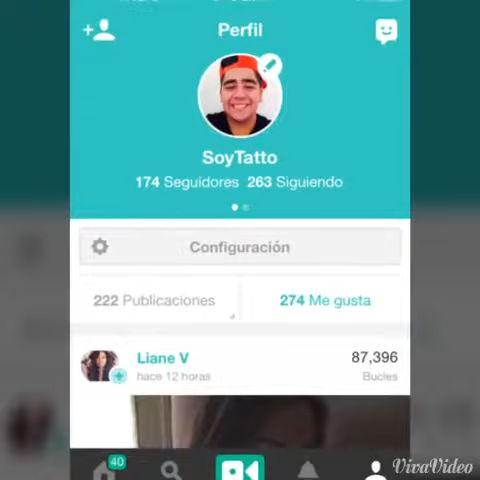 Perfil
SoyTatto
174 Seguidores 263 Siguiendo
Configuración
222 Publicaciones 274 Me gusta
Liane V 87,396
hace 12 horas Bucles
40
VivaVideo